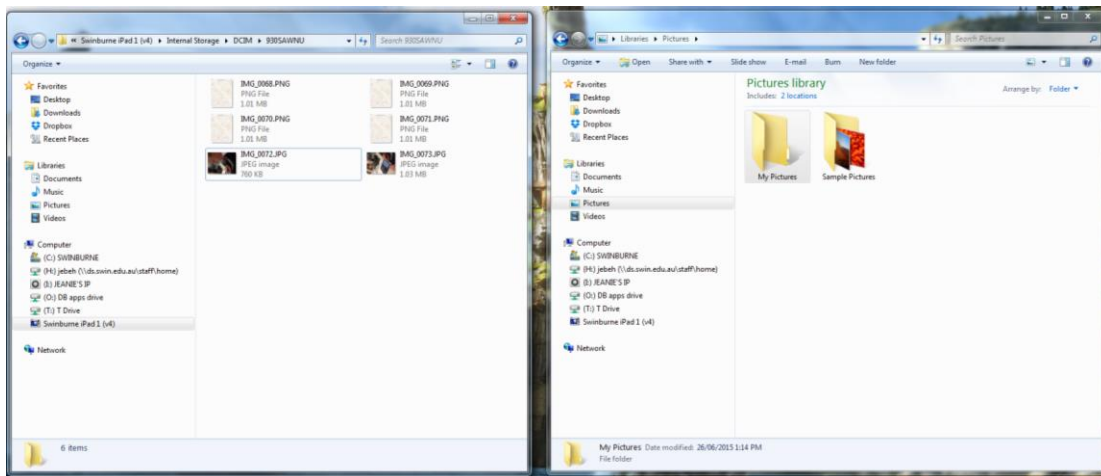 Swinburne iPad 1 (v4) ▸ Internal Storage ▸ DCIM ▸ 930SAWNU
Search 930SAWNU
Organize
Favorites
Desktop
Downloads
Dropbox
Recent Places
Libraries
Documents
Music
Pictures
Videos
Computer
(C:) SWINBURNE
(H:) jebeh (\\ds.swin.edu.au\staff\home)
(I:) JEANIE'S IP
(O:) DB apps drive
(T:) T Drive
Swinburne iPad 1 (v4)
Network
IMG_0068.PNG
PNG File
1.01 MB
IMG_0069.PNG
PNG File
1.01 MB
IMG_0070.PNG
PNG File
1.01 MB
IMG_0071.PNG
PNG File
1.01 MB
IMG_0072.JPG
JPEG image
760 KB
IMG_0073.JPG
JPEG image
1.03 MB
6 items
Libraries ▸ Pictures ▸
Search Pictures
Organize Open Share with Slide show E-mail Burn New folder
Favorites
Desktop
Downloads
Dropbox
Recent Places
Libraries
Documents
Music
Pictures
Videos
Computer
(C:) SWINBURNE
(H:) jebeh (\\ds.swin.edu.au\staff\home)
(I:) JEANIE'S IP
(O:) DB apps drive
(T:) T Drive
Swinburne iPad 1 (v4)
Network
Pictures library
Includes: 2 locations
Arrange by: Folder
My Pictures
Sample Pictures
My Pictures Date modified: 26/06/2015 1:14 PM
File folder